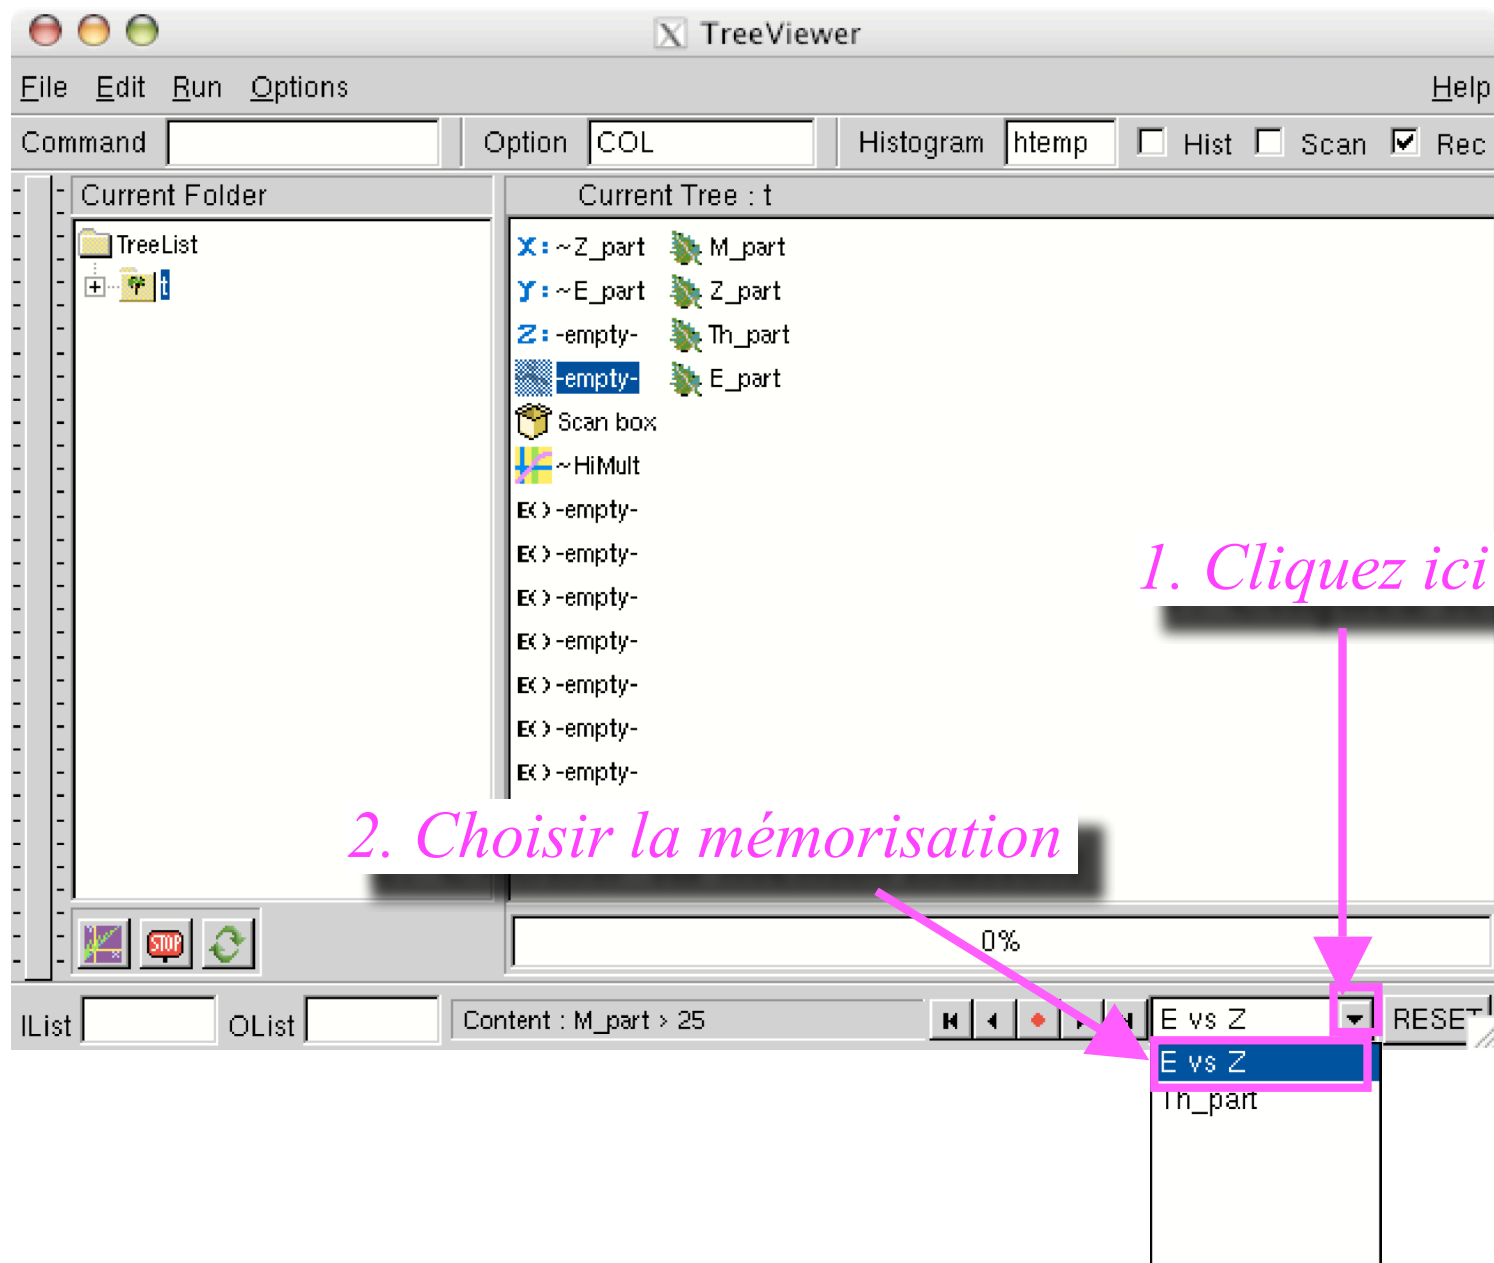 TreeViewer
File Edit Run Options Help
Command Option COL Histogram htemp Hist Scan Rec
Current Folder
Current Tree : t
TreeList
t
X: ~Z_part
Y: ~E_part
Z: -empty-
-empty-
Scan box
~HiMult
E() -empty-
E() -empty-
E() -empty-
E() -empty-
E() -empty-
E() -empty-
E() -empty-
M_part
Z_part
Th_part
E_part
1. Cliquez ici
2. Choisir la mémorisation
STOP
0%
IList OList Content : M_part > 25 E vs Z RESET
E vs Z
Th_part